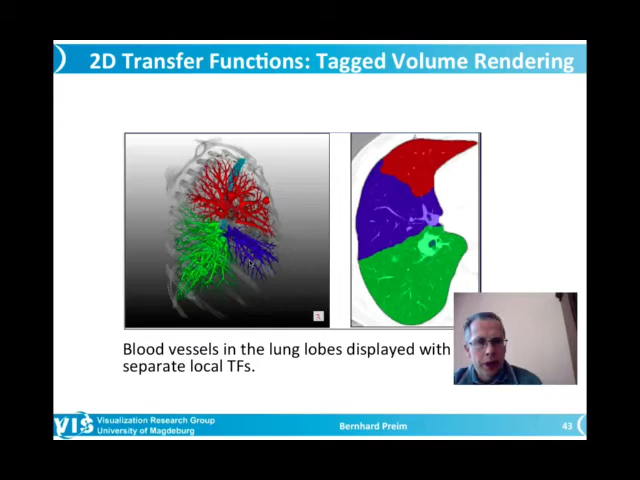 2D Transfer Functions: Tagged Volume Rendering
Blood vessels in the lung lobes displayed with
separate local TFs.
VIS
Visualization Research Group
University of Magdeburg
Bernhard Preim
43